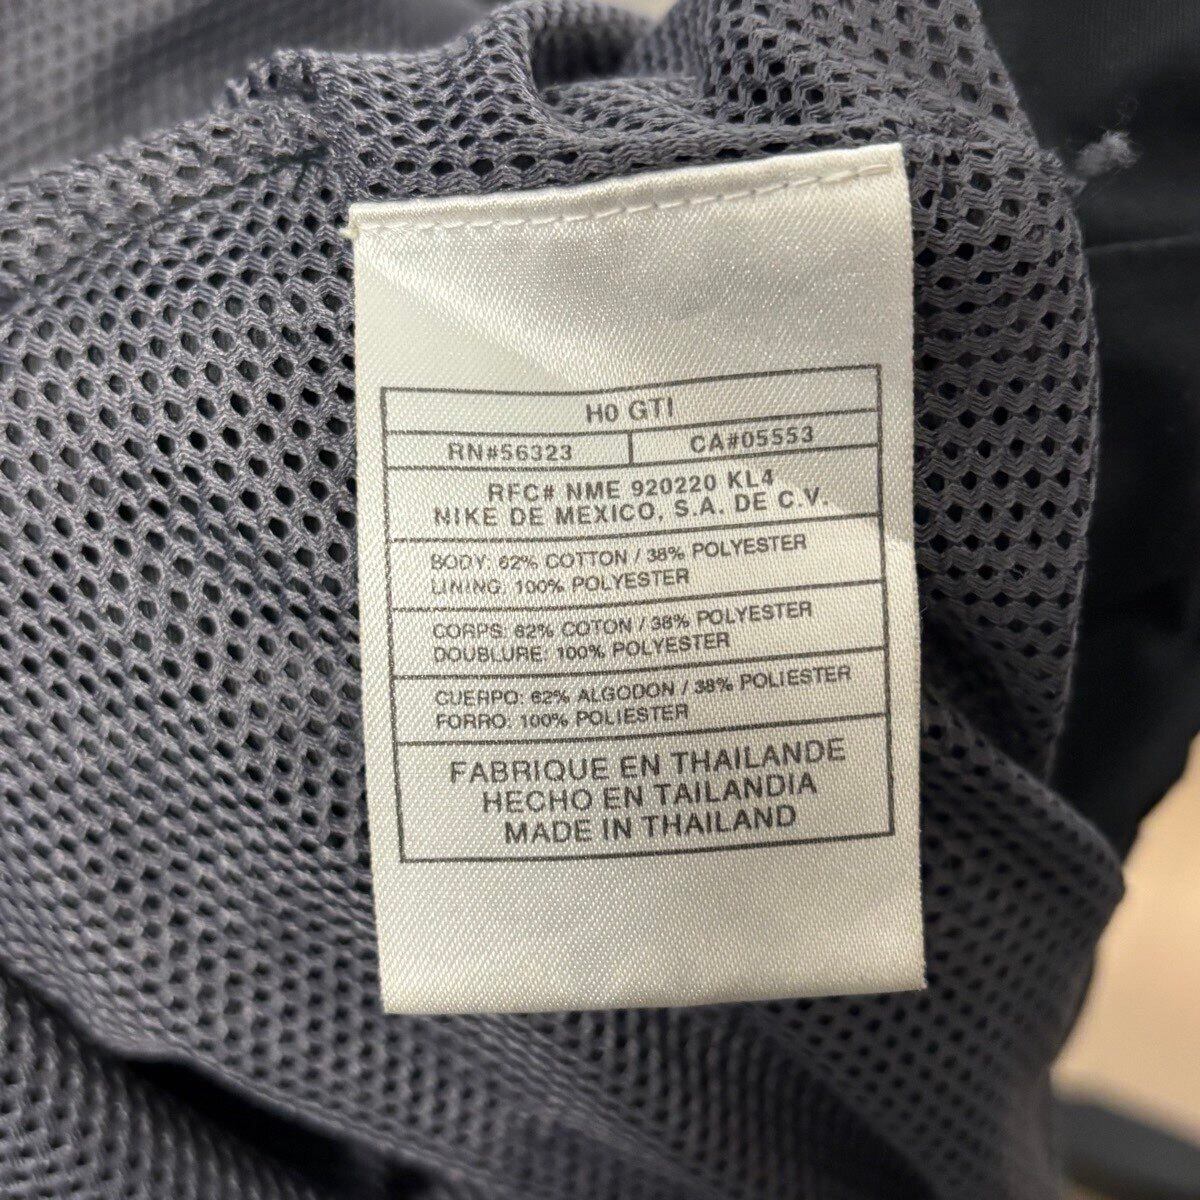 H0 GTI
RN#56323 CA#05553
RFC# NME 920220 KL4
NIKE DE MEXICO, S.A. DE C.V.
BODY: 62% COTTON / 38% POLYESTER
LINING: 100% POLYESTER
CORPS: 62% COTON / 38% POLYESTER
DOUBLURE: 100% POLYESTER
CUERPO: 62% ALGODON / 38% POLIESTER
FORRO: 100% POLIESTER
FABRIQUE EN THAILANDE
HECHO EN TAILANDIA
MADE IN THAILAND